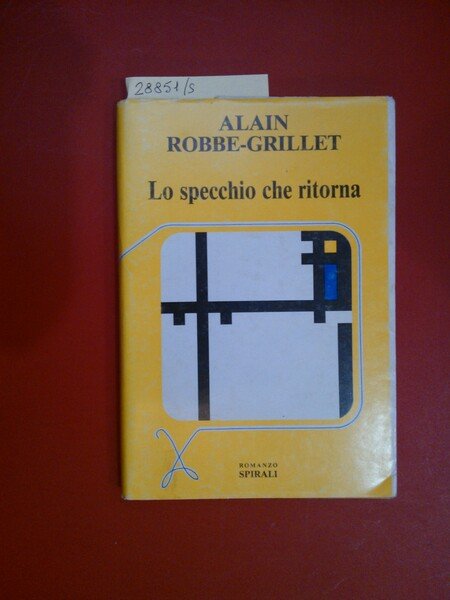 28851/s
ALAIN
ROBBE-GRILLET
Lo specchio che ritorna
ROMANZO
SPIRALI